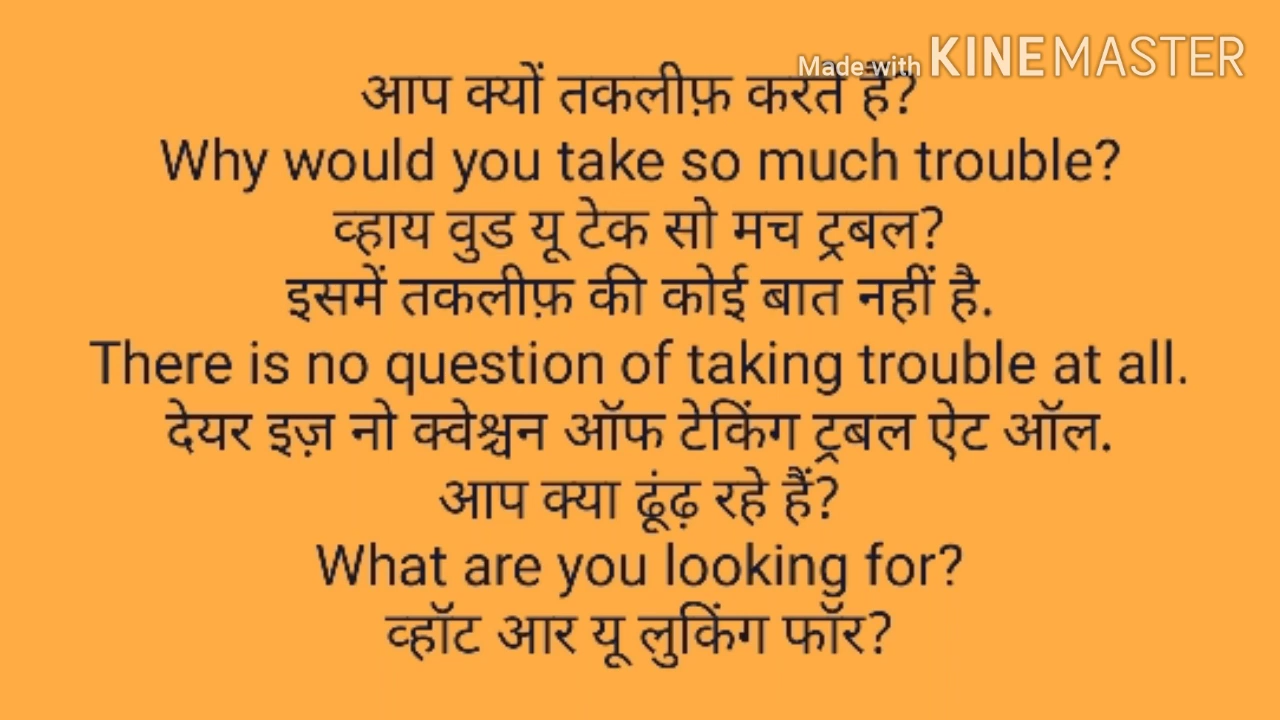 Made with KINEMASTER
आप क्यों तकलीफ़ करते हैं?
Why would you take so much trouble?
व्हाय वुड यू टेक सो मच ट्रबल?
इसमें तकलीफ़ की कोई बात नहीं है.
There is no question of taking trouble at all.
देयर इज़ नो क्वेश्चन ऑफ टेकिंग ट्रबल ऐट ऑल.
आप क्या ढूंढ़ रहे हैं?
What are you looking for?
व्हॉट आर यू लुकिंग फॉर?